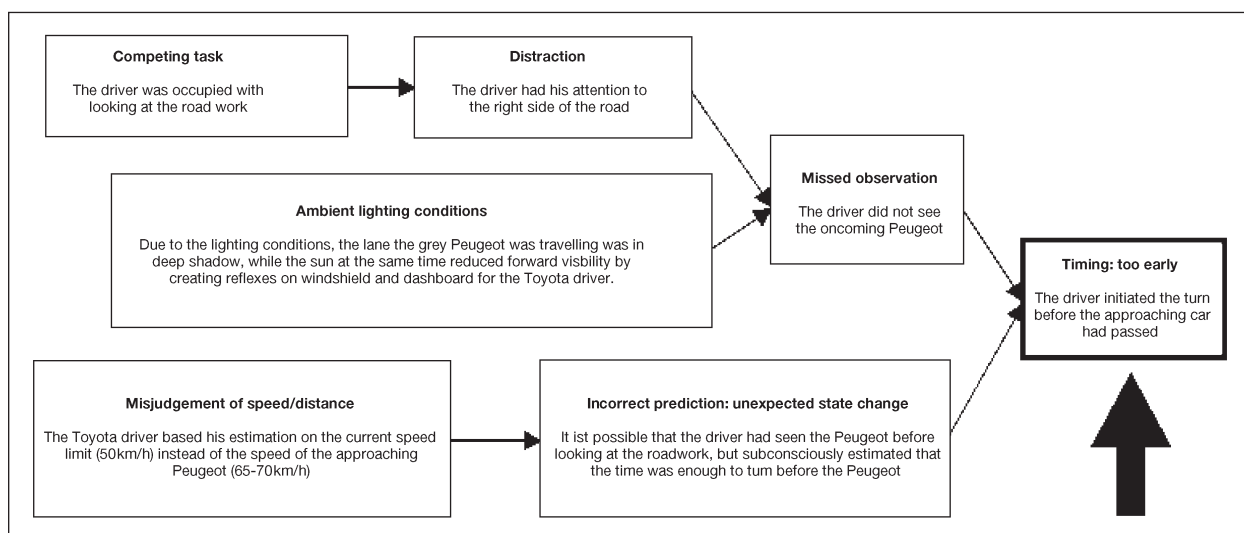 Competing task
The driver was occupied with
looking at the road work
Distraction
The driver had his attention to
the right side of the road
Ambient lighting conditions
Due to the lighting conditions, the lane the grey Peugeot was travelling was in
deep shadow, while the sun at the same time reduced forward visbility by
creating reflexes on windshield and dashboard for the Toyota driver.
Missed observation
The driver did not see
the oncoming Peugeot
Timing: too early
The driver initiated the turn
before the approaching car
had passed
Misjudgement of speed/distance
The Toyota driver based his estimation on the current speed
limit (50km/h) instead of the speed of the approaching
Peugeot (65-70km/h)
Incorrect prediction: unexpected state change
It ist possible that the driver had seen the Peugeot before
looking at the roadwork, but subconsciously estimated that
the time was enough to tum before the Peugeot